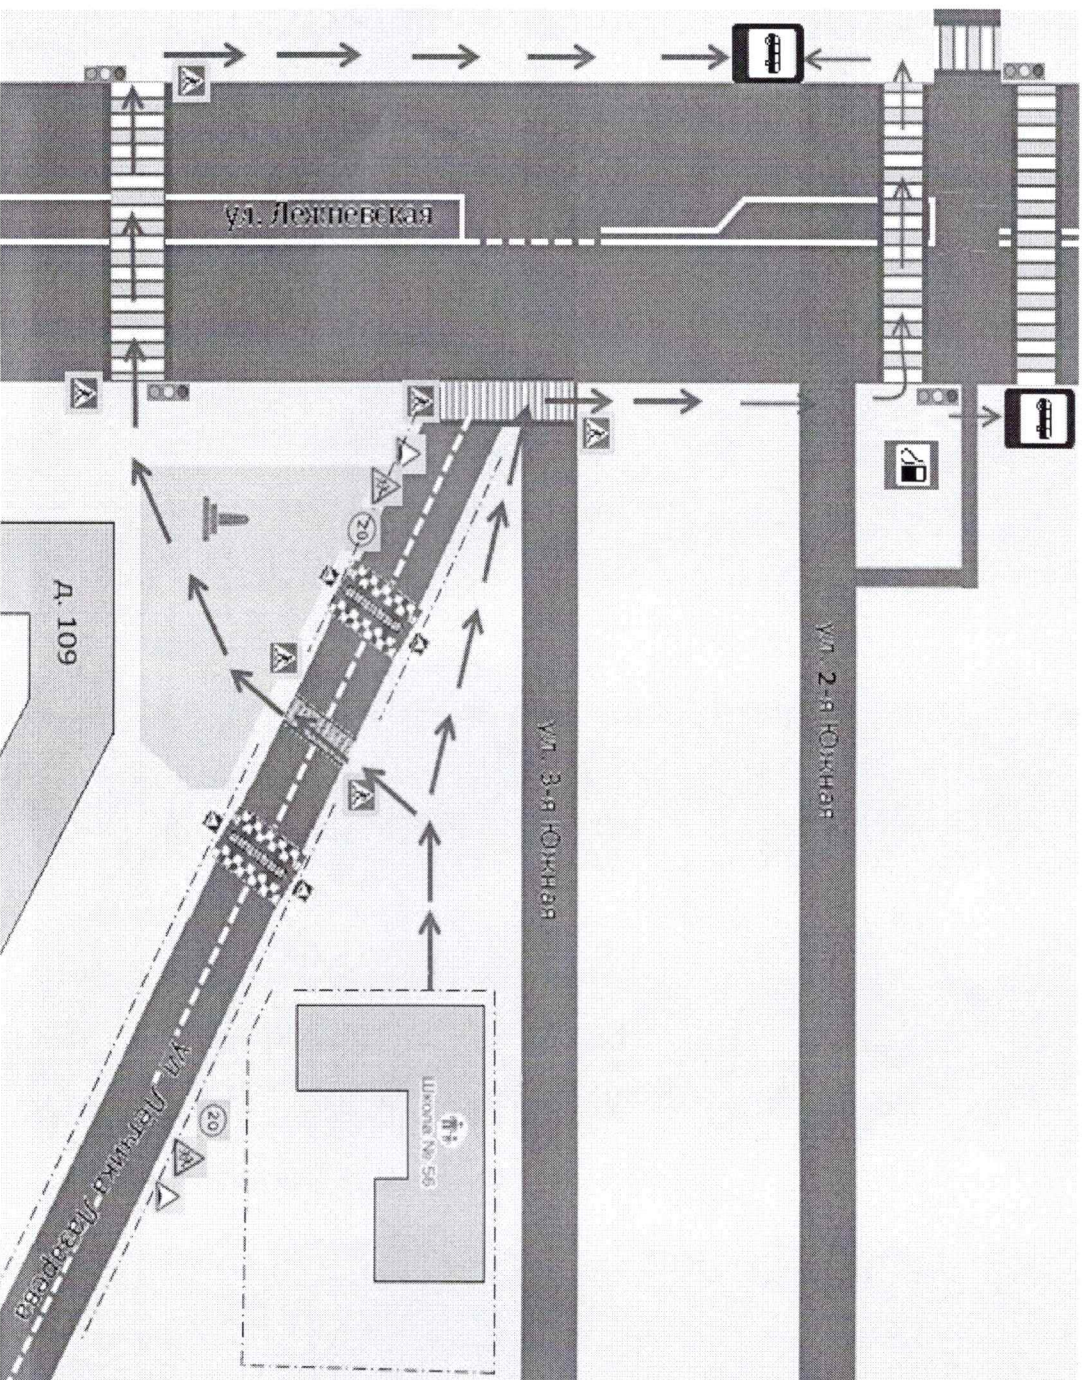 ул. Лежневская
20
д. 109
ул. 2-я Южная
ул. 3-я Южная
Школа № 56
20
ул. Летчика Лазарева